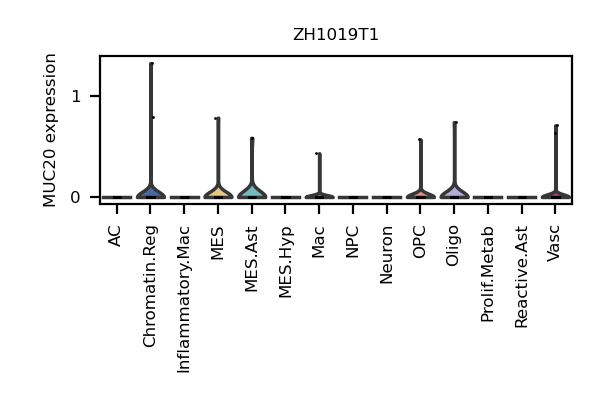 ZH1019T1
MUC20 expression
1
0
AC
Chromatin.Reg
Inflammatory.Mac
MES
MES.Ast
MES.Hyp
Mac
NPC
Neuron
OPC
Oligo
Prolif.Metab
Reactive.Ast
Vasc